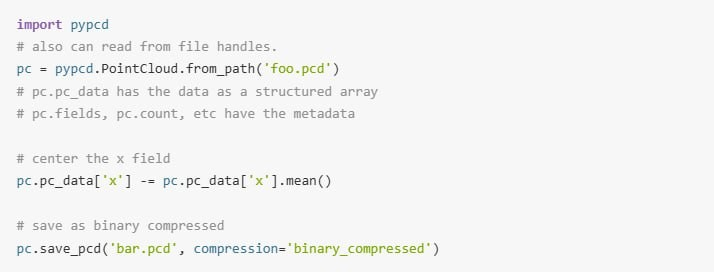 import pypcd
# also can read from file handles.
pc = pypcd.PointCloud.from_path('foo.pcd')
# pc.pc_data has the data as a structured array
# pc.fields, pc.count, etc have the metadata
# center the x field
pc.pc_data['x'] -= pc.pc_data['x'].mean()
# save as binary compressed
pc.save_pcd('bar.pcd', compression='binary_compressed')